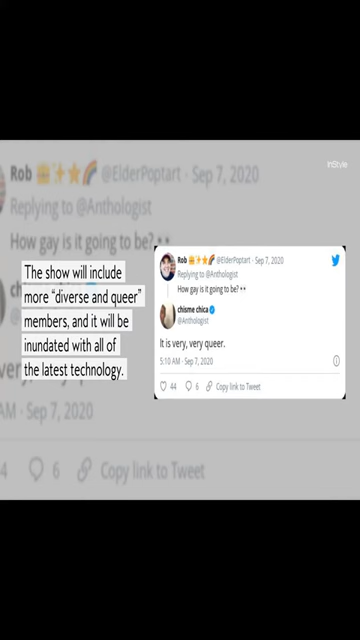 InStyle
Rob @ElderPoptart · Sep 7, 2020
Replying to @Anthologist
How gay is it going to be?
The show will include
more "diverse and queer"
members, and it will be
inundated with all of
the latest technology.
Rob @ElderPoptart · Sep 7, 2020
Replying to @Anthologist
How gay is it going to be?
chisme chica
@Anthologist
It is very, very queer.
5:10 AM · Sep 7, 2020
44 6 Copy link to Tweet
very
AM · Sep 7, 2020
4 6 Copy link to Tweet